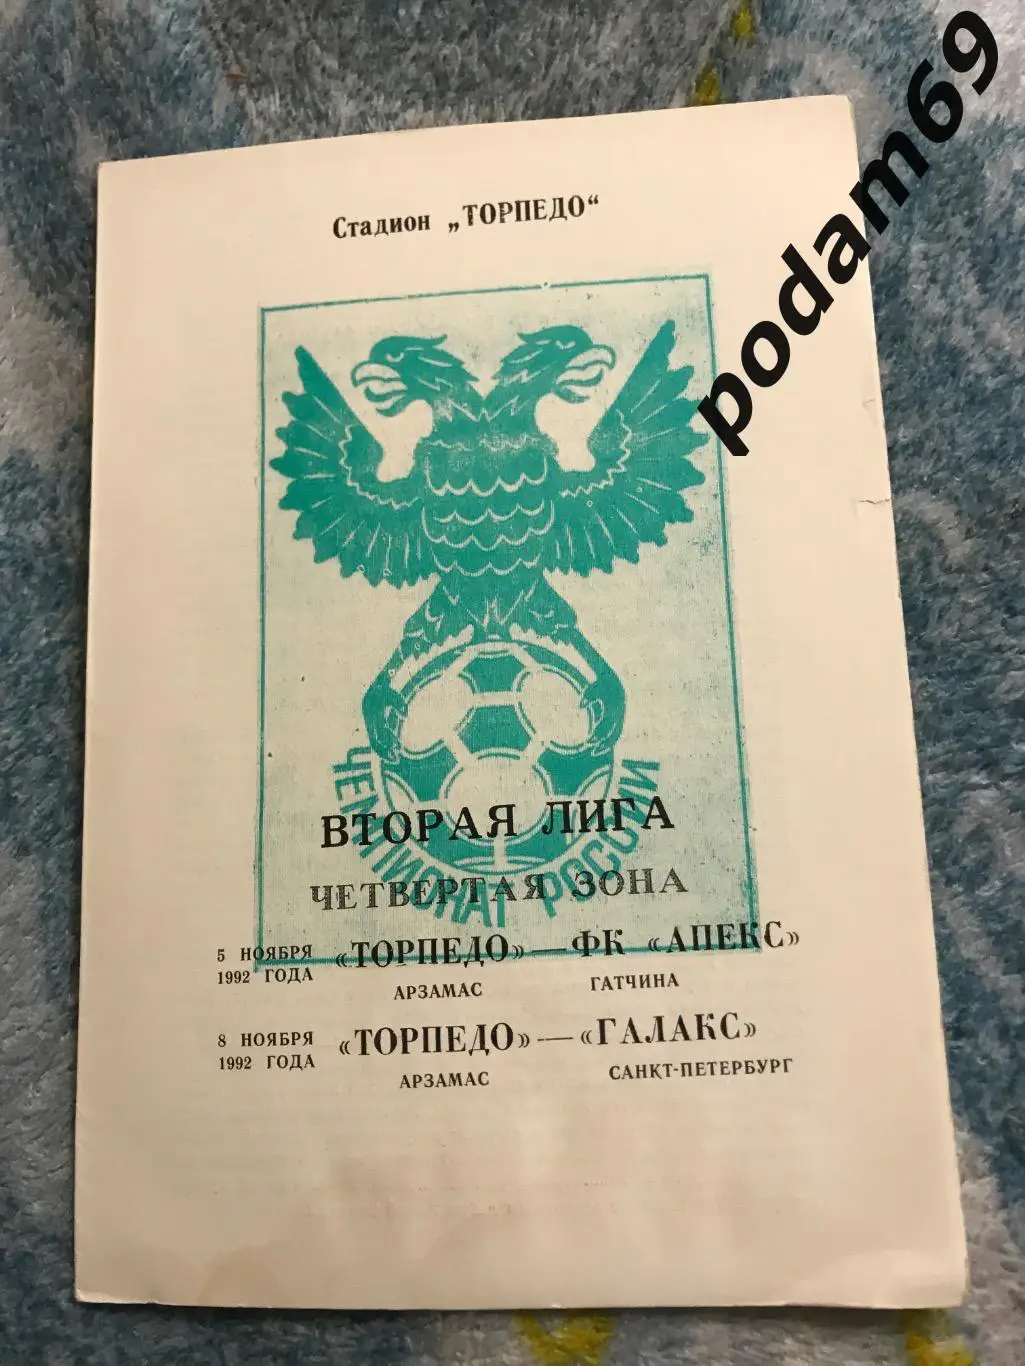 podam69
Стадион „ТОРПЕДО“
ЧЕМПИОНАТ РОССИИ
ВТОРАЯ ЛИГА
ЧЕТВЕРТАЯ ЗОНА
5 НОЯБРЯ 1992 ГОДА «ТОРПЕДО» — ФК «АПЕКС»
АРЗАМАС ГАТЧИНА
8 НОЯБРЯ 1992 ГОДА «ТОРПЕДО» — «ГАЛАКС»
АРЗАМАС САНКТ-ПЕТЕРБУРГ